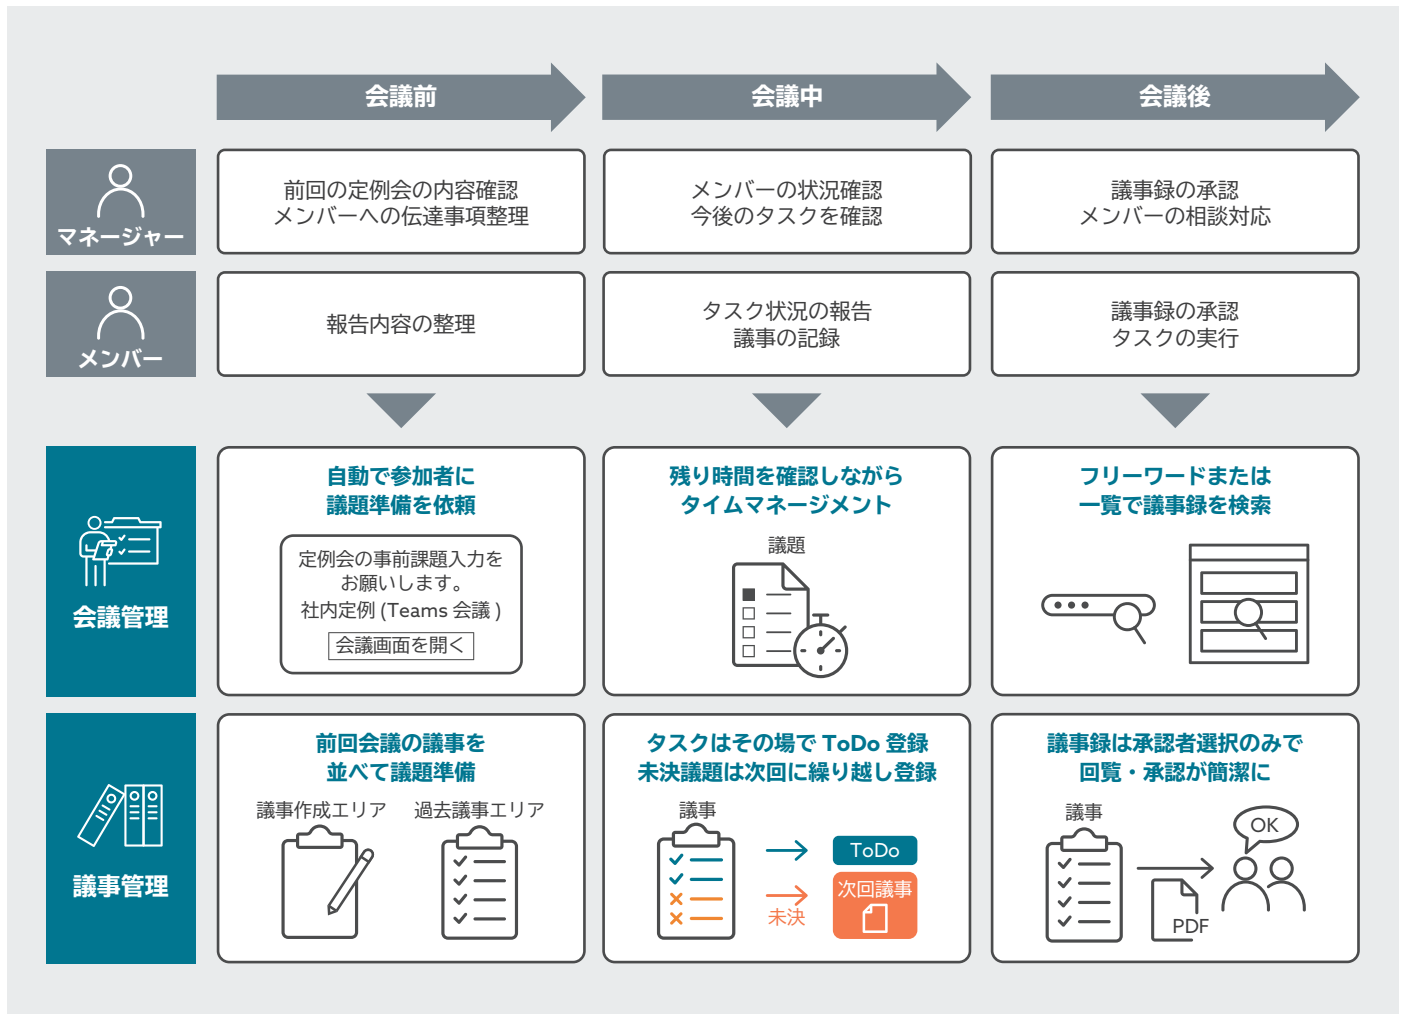 会議前
会議中
会議後
マネージャー
前回の定例会の内容確認
メンバーへの伝達事項整理
メンバーの状況確認
今後のタスクを確認
議事録の承認
メンバーの相談対応
メンバー
報告内容の整理
タスク状況の報告
議事の記録
議事録の承認
タスクの実行
会議管理
自動で参加者に
議題準備を依頼
定例会の事前課題入力を
お願いします。
社内定例 (Teams 会議 )
会議画面を開く
残り時間を確認しながら
タイムマネージメント
議題
フリーワードまたは
一覧で議事録を検索
議事管理
前回会議の議事を
並べて議題準備
議事作成エリア
過去議事エリア
タスクはその場で ToDo 登録
未決議題は次回に繰り越し登録
議事
ToDo
未決
次回議事
議事録は承認者選択のみで
回覧・承認が簡潔に
議事
PDF
OK